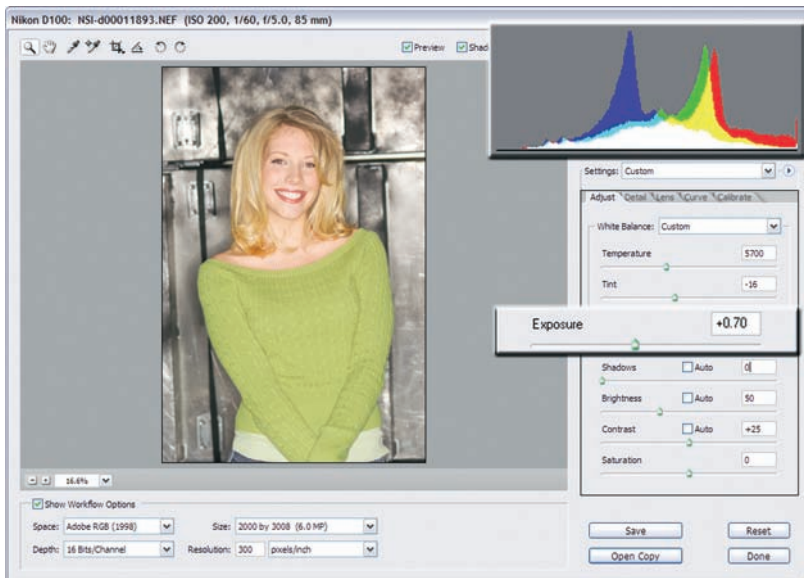 Nikon D100: NSI-d00011893.NEF (ISO 200, 1/60, f/5.0, 85 mm)
Preview
Settings: Custom
Adjust Detail Lens Curve Calibrate
White Balance: Custom
Temperature 5700
Tint -16
Exposure +0.70
Shadows Auto 0
Brightness Auto 50
Contrast Auto +25
Saturation 0
16.6%
Show Workflow Options
Space: Adobe RGB (1998) Size: 2000 by 3008 (6.0 MP)
Depth: 16 Bits/Channel Resolution: 300 pixels/inch
Save Reset
Open Copy Done